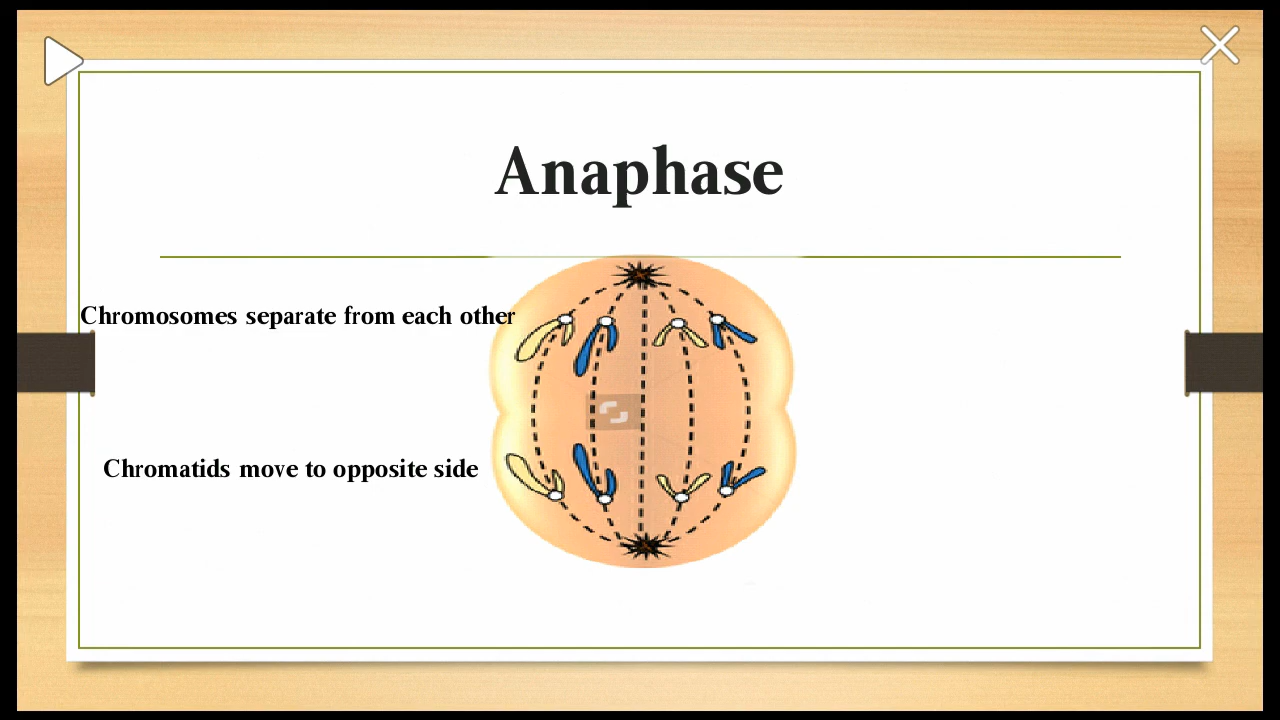 Anaphase
Chromosomes separate from each other
Chromatids move to opposite side